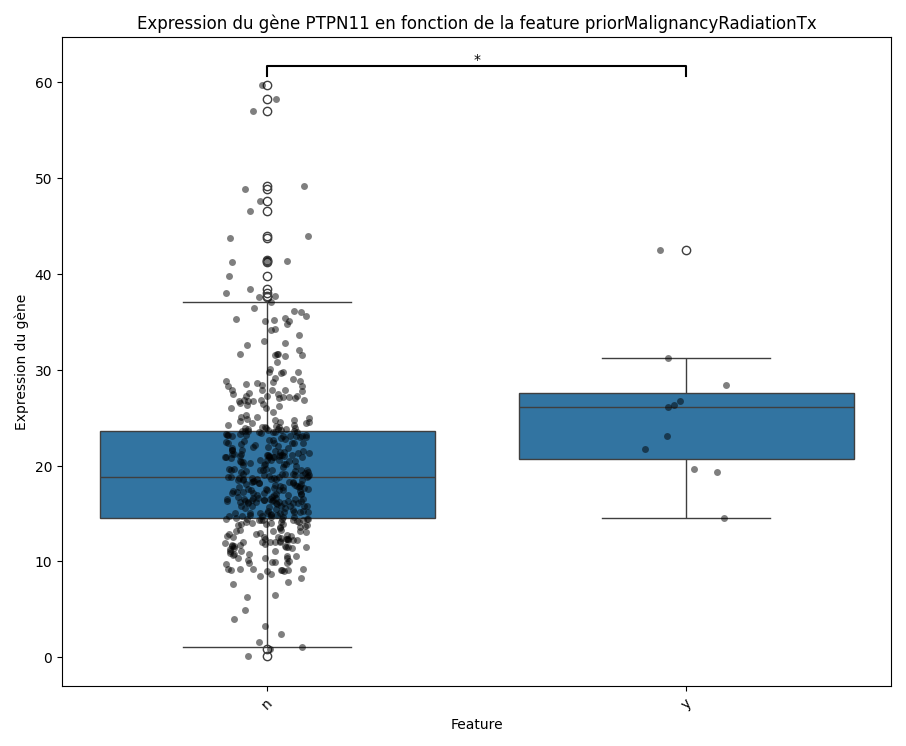 Expression du gène PTPN11 en fonction de la feature priorMalignancyRadiationTx
*
60
50
40
30
20
10
0
Expression du gène
n
y
Feature